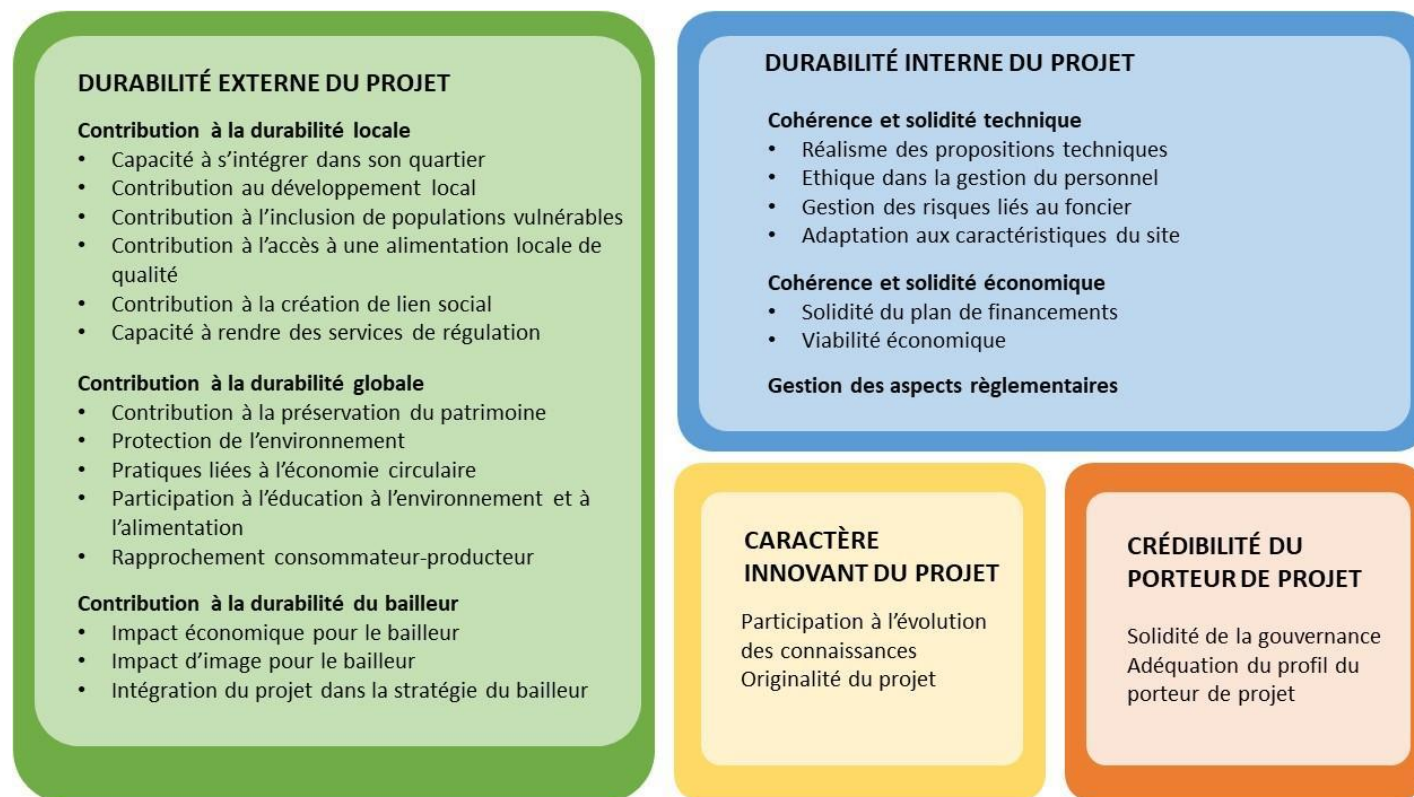 DURABILITÉ EXTERNE DU PROJET
Contribution à la durabilité locale
• Capacité à s’intégrer dans son quartier
• Contribution au développement local
• Contribution à l’inclusion de populations vulnérables
• Contribution à l’accès à une alimentation locale de
qualité
• Contribution à la création de lien social
• Capacité à rendre des services de régulation
Contribution à la durabilité globale
• Contribution à la préservation du patrimoine
• Protection de l’environnement
• Pratiques liées à l’économie circulaire
• Participation à l’éducation à l’environnement et à
l’alimentation
• Rapprochement consommateur-producteur
Contribution à la durabilité du bailleur
• Impact économique pour le bailleur
• Impact d’image pour le bailleur
• Intégration du projet dans la stratégie du bailleur
DURABILITÉ INTERNE DU PROJET
Cohérence et solidité technique
• Réalisme des propositions techniques
• Ethique dans la gestion du personnel
• Gestion des risques liés au foncier
• Adaptation aux caractéristiques du site
Cohérence et solidité économique
• Solidité du plan de financements
• Viabilité économique
Gestion des aspects règlementaires
CARACTÈRE
INNOVANT DU PROJET
Participation à l’évolution
des connaissances
Originalité du projet
CRÉDIBILITÉ DU
PORTEUR DE PROJET
Solidité de la gouvernance
Adéquation du profil du
porteur de projet